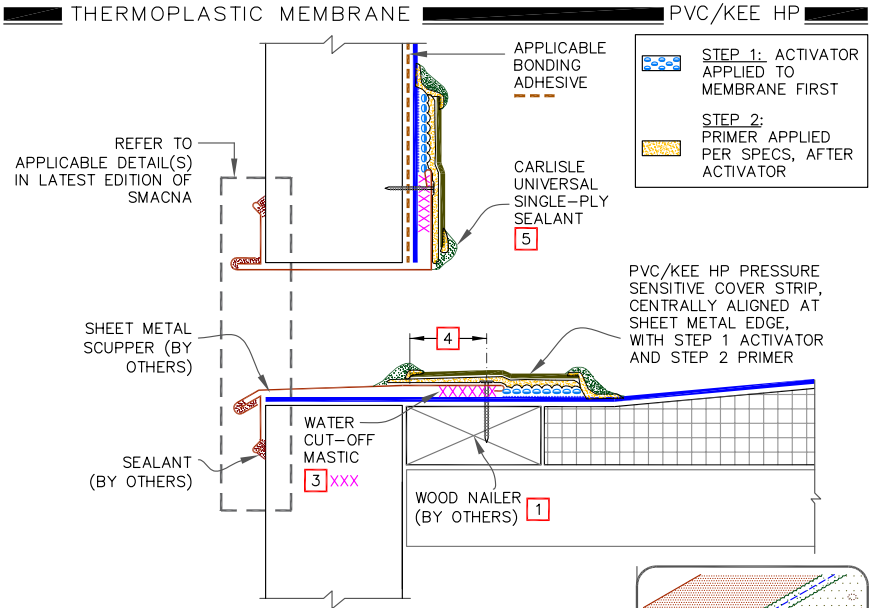 THERMOPLASTIC MEMBRANE
PVC/KEE HP
APPLICABLE
BONDING
ADHESIVE
STEP 1: ACTIVATOR
APPLIED TO
MEMBRANE FIRST
STEP 2:
PRIMER APPLIED
PER SPECS, AFTER
ACTIVATOR
REFER TO
APPLICABLE DETAIL(S)
IN LATEST EDITION OF
SMACNA
CARLISLE
UNIVERSAL
SINGLE-PLY
SEALANT
5
PVC/KEE HP PRESSURE
SENSITIVE COVER STRIP,
CENTRALLY ALIGNED AT
SHEET METAL EDGE,
WITH STEP 1 ACTIVATOR
AND STEP 2 PRIMER
SHEET METAL
SCUPPER (BY
OTHERS)
4
WATER
CUT-OFF
MASTIC
3 XXX
SEALANT
(BY OTHERS)
WOOD NAILER
(BY OTHERS) 1